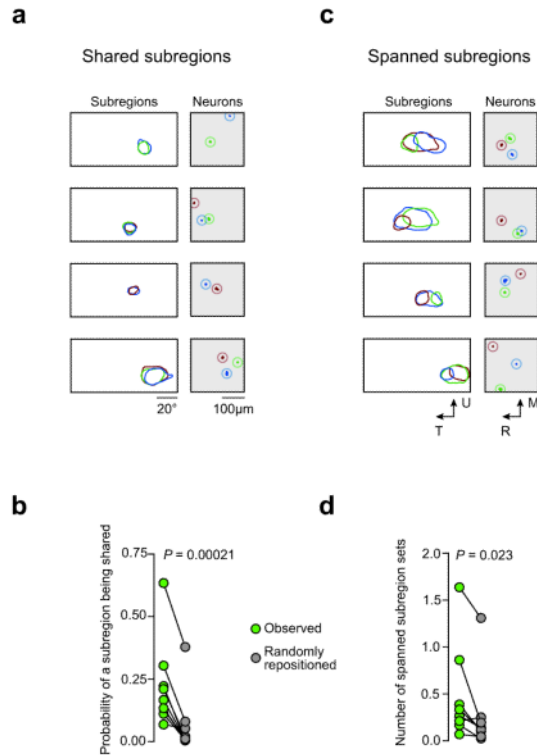 a
Shared subregions
Subregions
Neurons
20°
100µm
c
Spanned subregions
Subregions
Neurons
U
T
M
R
b
Probability of a subregion being shared
P = 0.00021
0.75
0.50
0.25
0.00
Observed
Randomly
repositioned
d
Number of spanned subregion sets
P = 0.023
2.0
1.5
1.0
0.5
0.0